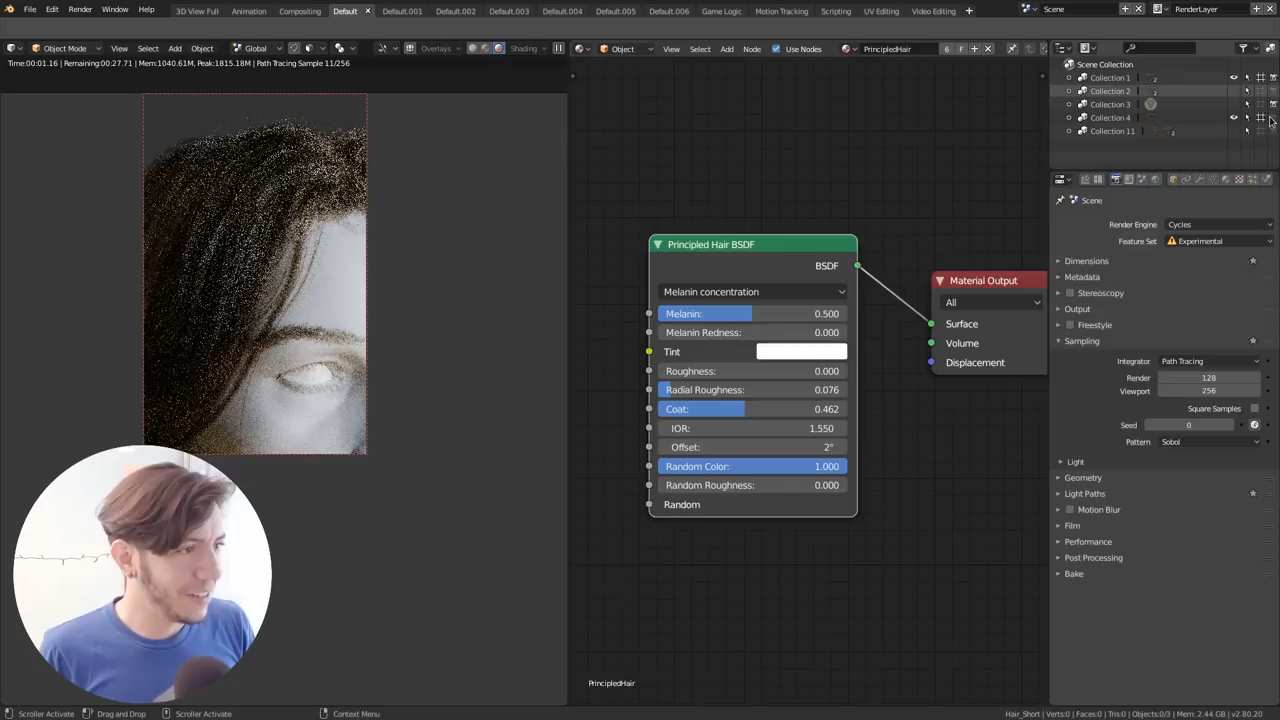 File Edit Render Window Help 3D View Full Animation Compositing Default Default.001 Default.002 Default.003 Default.004 Default.005 Default.006 Game Logic Motion Tracking Scripting UV Editing Video Editing Scene RenderLayer
Object Mode View Select Add Object Global Overlays Shading Object View Select Add Node Use Nodes PrincipledHair 6 F
Time:00:01.16 | Remaining:00:27.71 | Mem:1040.61M, Peak:1815.18M | Path Tracing Sample 11/256
Scene Collection
Collection 1 2
Collection 2 2
Collection 3
Collection 4
Collection 11 2
Scene
Render Engine Cycles
Feature Set Experimental
Dimensions
Metadata
Stereoscopy
Output
Freestyle
Sampling
Integrator Path Tracing
Render 128
Viewport 256
Square Samples
Seed 0
Pattern Sobol
Light
Geometry
Light Paths
Motion Blur
Film
Performance
Post Processing
Bake
Principled Hair BSDF
BSDF
Melanin concentration
Melanin: 0.500
Melanin Redness: 0.000
Tint
Roughness: 0.000
Radial Roughness: 0.076
Coat: 0.462
IOR: 1.550
Offset: 2°
Random Color: 1.000
Random Roughness: 0.000
Random
Material Output
All
Surface
Volume
Displacement
PrincipledHair
Scroller Activate Drag and Drop Scroller Activate Context Menu Hair_Short | Verts:0 | Faces:0 | Tris:0 | Objects:0/3 | Mem: 2.44 GB | v2.80.20